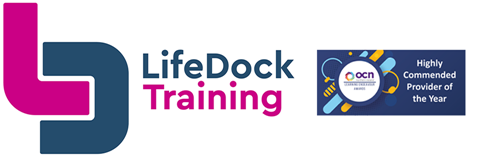 LifeDock
Training
ocn
Highly
Commended
Provider of
the Year